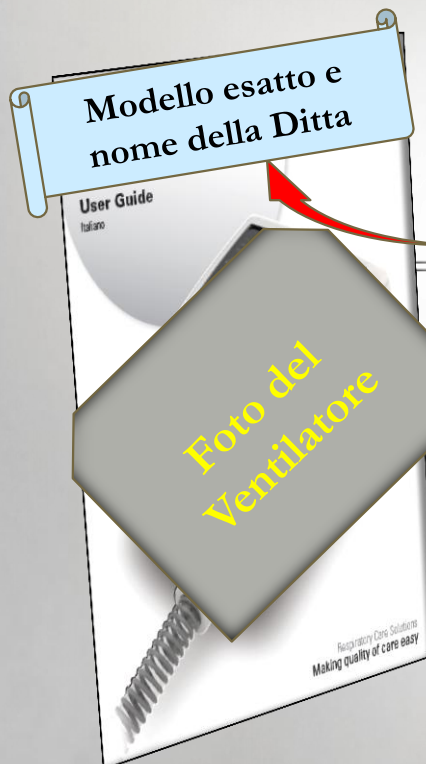 Modello esatto e
nome della Ditta
User Guide
Italiano
Foto del
Ventilatore
Respiratory Care Solutions
Making quality of care easy